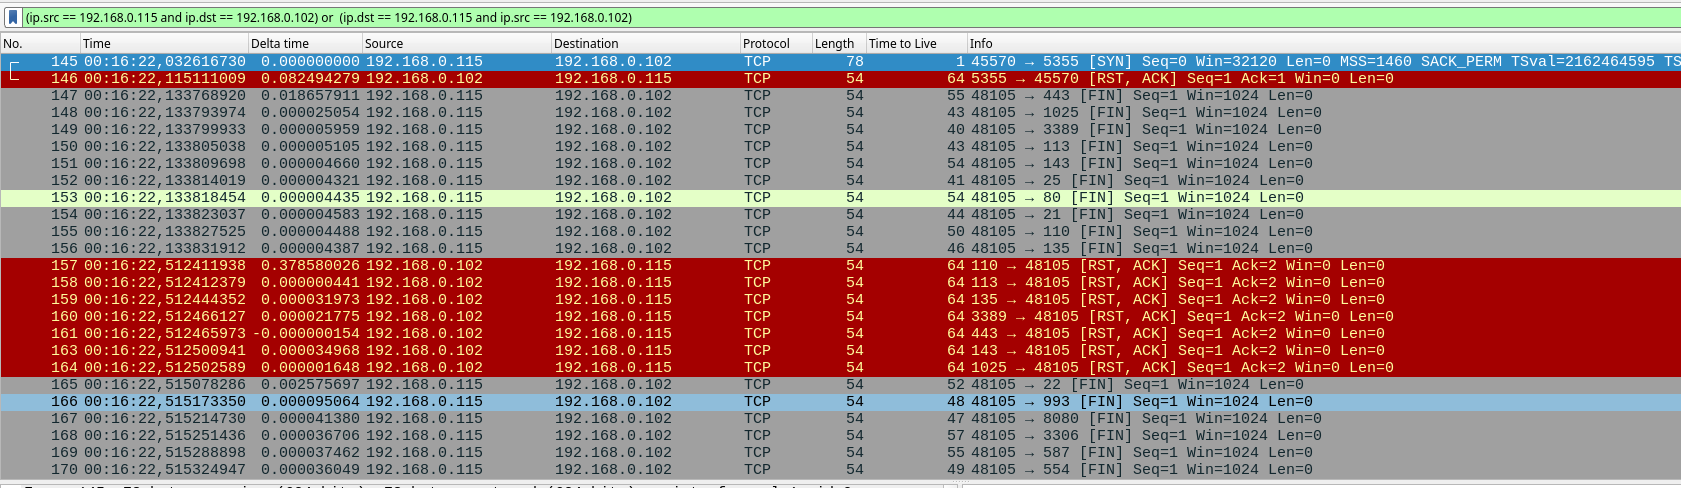 (ip.src == 192.168.0.115 and ip.dst == 192.168.0.102) or (ip.dst == 192.168.0.115 and ip.src == 192.168.0.102)
No. Time Delta time Source Destination Protocol Length Time to Live Info
145 00:16:22,032616730 0.000000000 192.168.0.115 192.168.0.102 TCP 78 1 45570 → 5355 [SYN] Seq=0 Win=32120 Len=0 MSS=1460 SACK_PERM TSval=2162464595 TS
146 00:16:22,115111009 0.082494279 192.168.0.115 192.168.0.102 TCP 54 64 5355 → 45570 [RST, ACK] Seq=1 Ack=1 Win=0 Len=0
147 00:16:22,133768920 0.018657911 192.168.0.115 192.168.0.102 TCP 54 55 48105 → 443 [FIN] Seq=1 Win=1024 Len=0
148 00:16:22,133793974 0.000025054 192.168.0.115 192.168.0.102 TCP 54 43 48105 → 1025 [FIN] Seq=1 Win=1024 Len=0
149 00:16:22,133799933 0.000005959 192.168.0.115 192.168.0.102 TCP 54 40 48105 → 3389 [FIN] Seq=1 Win=1024 Len=0
150 00:16:22,133805038 0.000005105 192.168.0.115 192.168.0.102 TCP 54 43 48105 → 113 [FIN] Seq=1 Win=1024 Len=0
151 00:16:22,133809698 0.000004660 192.168.0.115 192.168.0.102 TCP 54 54 48105 → 143 [FIN] Seq=1 Win=1024 Len=0
152 00:16:22,133814019 0.000004321 192.168.0.115 192.168.0.102 TCP 54 41 48105 → 25 [FIN] Seq=1 Win=1024 Len=0
153 00:16:22,133818454 0.000004435 192.168.0.115 192.168.0.102 TCP 54 54 48105 → 80 [FIN] Seq=1 Win=1024 Len=0
154 00:16:22,133823037 0.000004583 192.168.0.115 192.168.0.102 TCP 54 44 48105 → 21 [FIN] Seq=1 Win=1024 Len=0
155 00:16:22,133827525 0.000004488 192.168.0.115 192.168.0.102 TCP 54 50 48105 → 110 [FIN] Seq=1 Win=1024 Len=0
156 00:16:22,133831912 0.000004387 192.168.0.115 192.168.0.102 TCP 54 46 48105 → 135 [FIN] Seq=1 Win=1024 Len=0
157 00:16:22,512411938 0.378580026 192.168.0.102 192.168.0.115 TCP 54 64 110 → 48105 [RST, ACK] Seq=1 Ack=2 Win=0 Len=0
158 00:16:22,512412379 0.000000441 192.168.0.102 192.168.0.115 TCP 54 64 113 → 48105 [RST, ACK] Seq=1 Ack=2 Win=0 Len=0
159 00:16:22,512444352 0.000031973 192.168.0.102 192.168.0.115 TCP 54 64 135 → 48105 [RST, ACK] Seq=1 Ack=2 Win=0 Len=0
160 00:16:22,512466127 0.000021775 192.168.0.102 192.168.0.115 TCP 54 64 3389 → 48105 [RST, ACK] Seq=1 Ack=2 Win=0 Len=0
161 00:16:22,512465973 -0.000000154 192.168.0.102 192.168.0.115 TCP 54 64 443 → 48105 [RST, ACK] Seq=1 Ack=2 Win=0 Len=0
163 00:16:22,512500941 0.000034968 192.168.0.102 192.168.0.115 TCP 54 64 143 → 48105 [RST, ACK] Seq=1 Ack=2 Win=0 Len=0
164 00:16:22,512502589 0.000001648 192.168.0.102 192.168.0.115 TCP 54 64 1025 → 48105 [RST, ACK] Seq=1 Ack=2 Win=0 Len=0
165 00:16:22,515078286 0.002575697 192.168.0.115 192.168.0.102 TCP 54 52 48105 → 22 [FIN] Seq=1 Win=1024 Len=0
166 00:16:22,515173350 0.000095064 192.168.0.115 192.168.0.102 TCP 54 48 48105 → 993 [FIN] Seq=1 Win=1024 Len=0
167 00:16:22,515214730 0.000041380 192.168.0.115 192.168.0.102 TCP 54 47 48105 → 8080 [FIN] Seq=1 Win=1024 Len=0
168 00:16:22,515251436 0.000036706 192.168.0.115 192.168.0.102 TCP 54 57 48105 → 3306 [FIN] Seq=1 Win=1024 Len=0
169 00:16:22,515288898 0.000037462 192.168.0.115 192.168.0.102 TCP 54 55 48105 → 587 [FIN] Seq=1 Win=1024 Len=0
170 00:16:22,515324947 0.000036049 192.168.0.115 192.168.0.102 TCP 54 49 48105 → 554 [FIN] Seq=1 Win=1024 Len=0